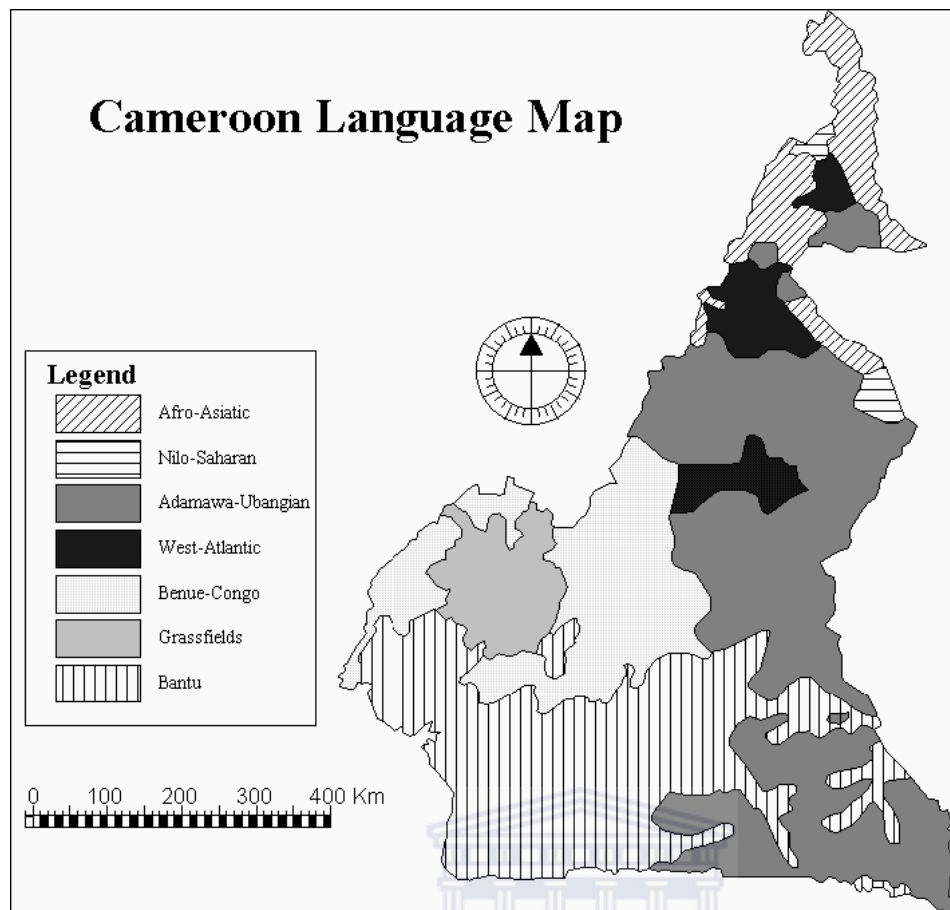 Cameroon Language Map
Legend
Afro-Asiatic
Nilo-Saharan
Adamawa-Ubangian
West-Atlantic
Benue-Congo
Grassfields
Bantu
0 100 200 300 400 Km